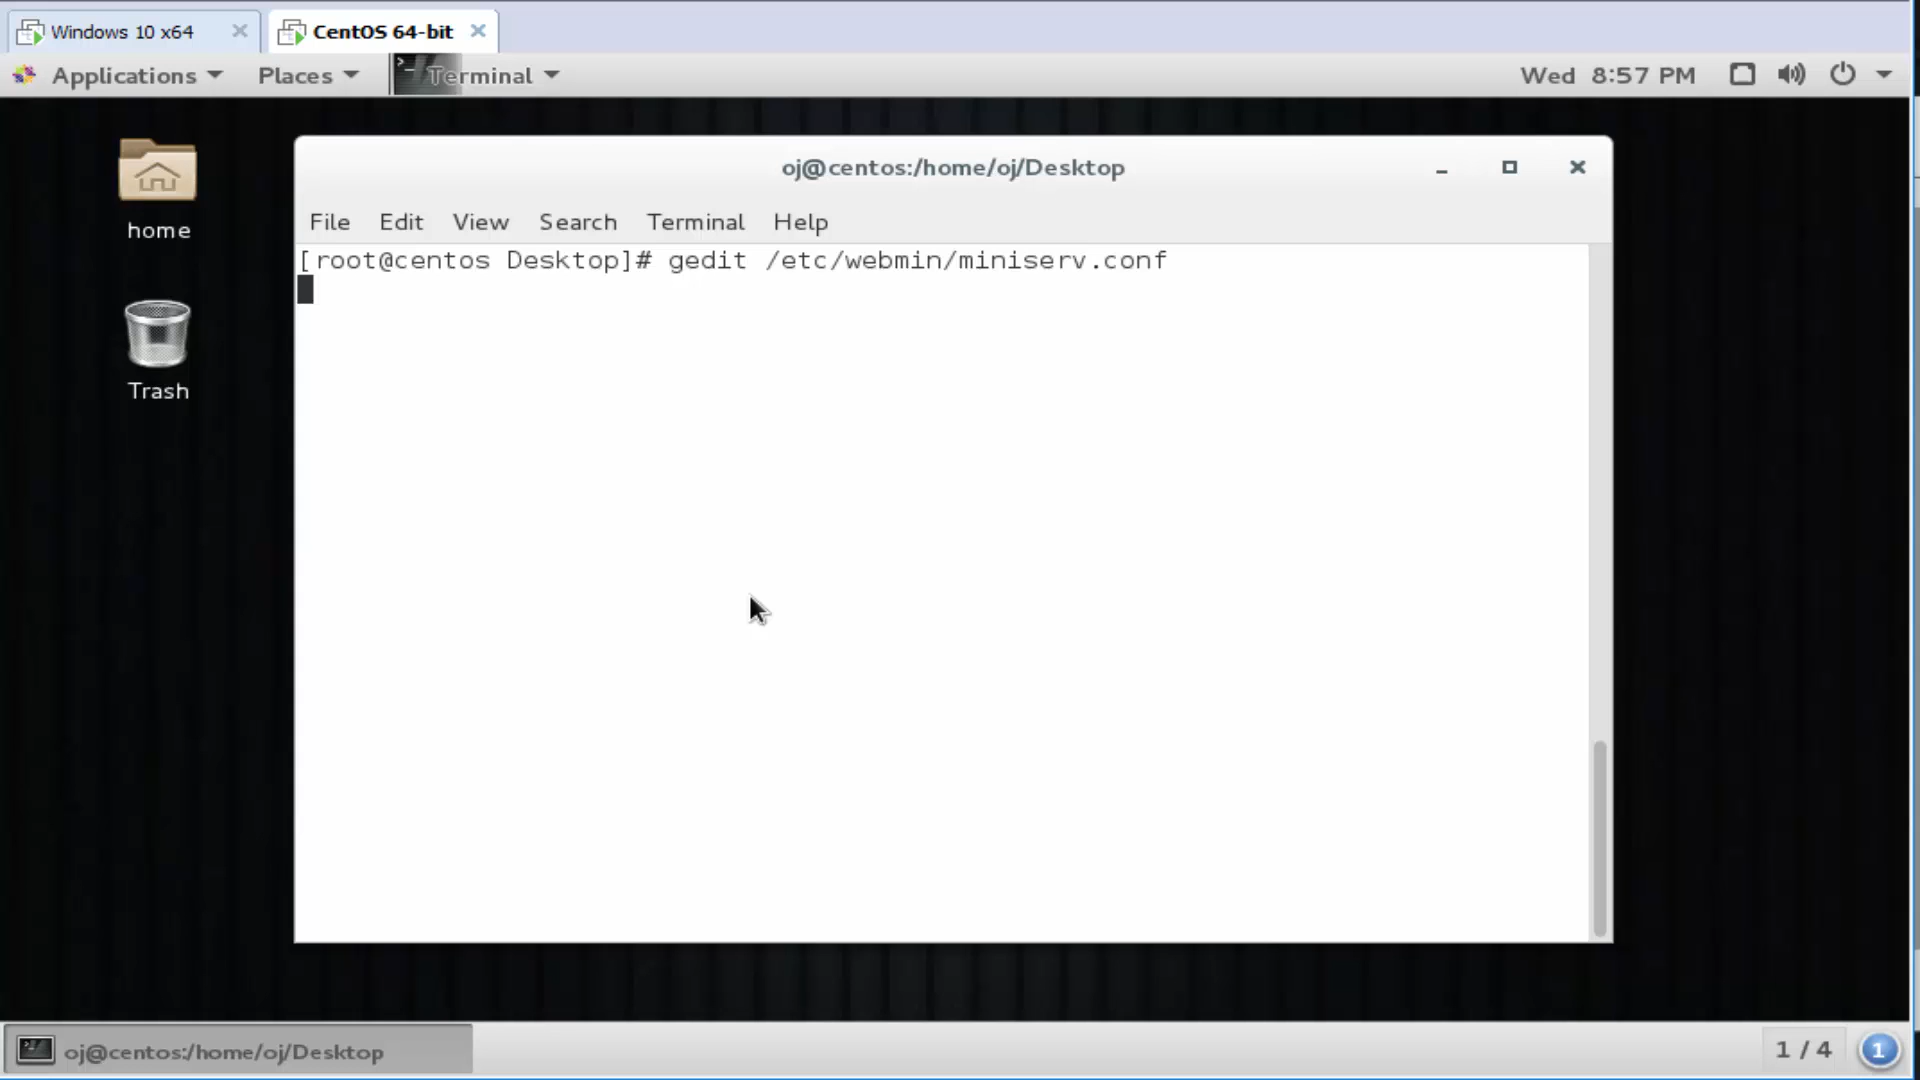 Windows 10 x64 CentOS 64-bit
Applications Places Terminal Wed 8:57 PM
home
Trash
oj@centos:/home/oj/Desktop
File Edit View Search Terminal Help
[root@centos Desktop]# gedit /etc/webmin/miniserv.conf
oj@centos:/home/oj/Desktop 1 / 4 1